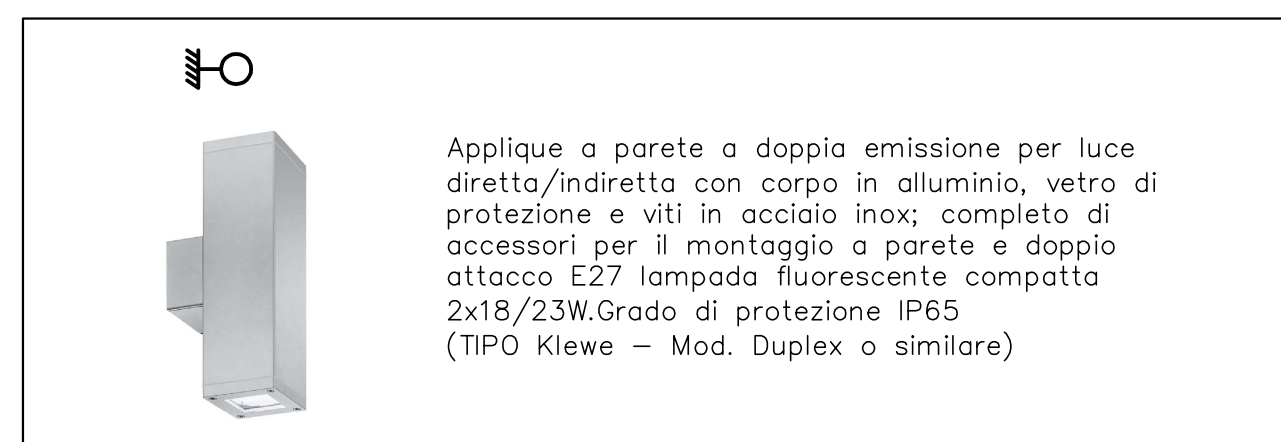 Applique a parete a doppia emissione per luce
diretta/indiretta con corpo in alluminio, vetro di
protezione e viti in acciaio inox; completo di
accessori per il montaggio a parete e doppio
attacco E27 lampada fluorescente compatta
2x18/23W.Grado di protezione IP65
(TIPO Klewe – Mod. Duplex o similare)